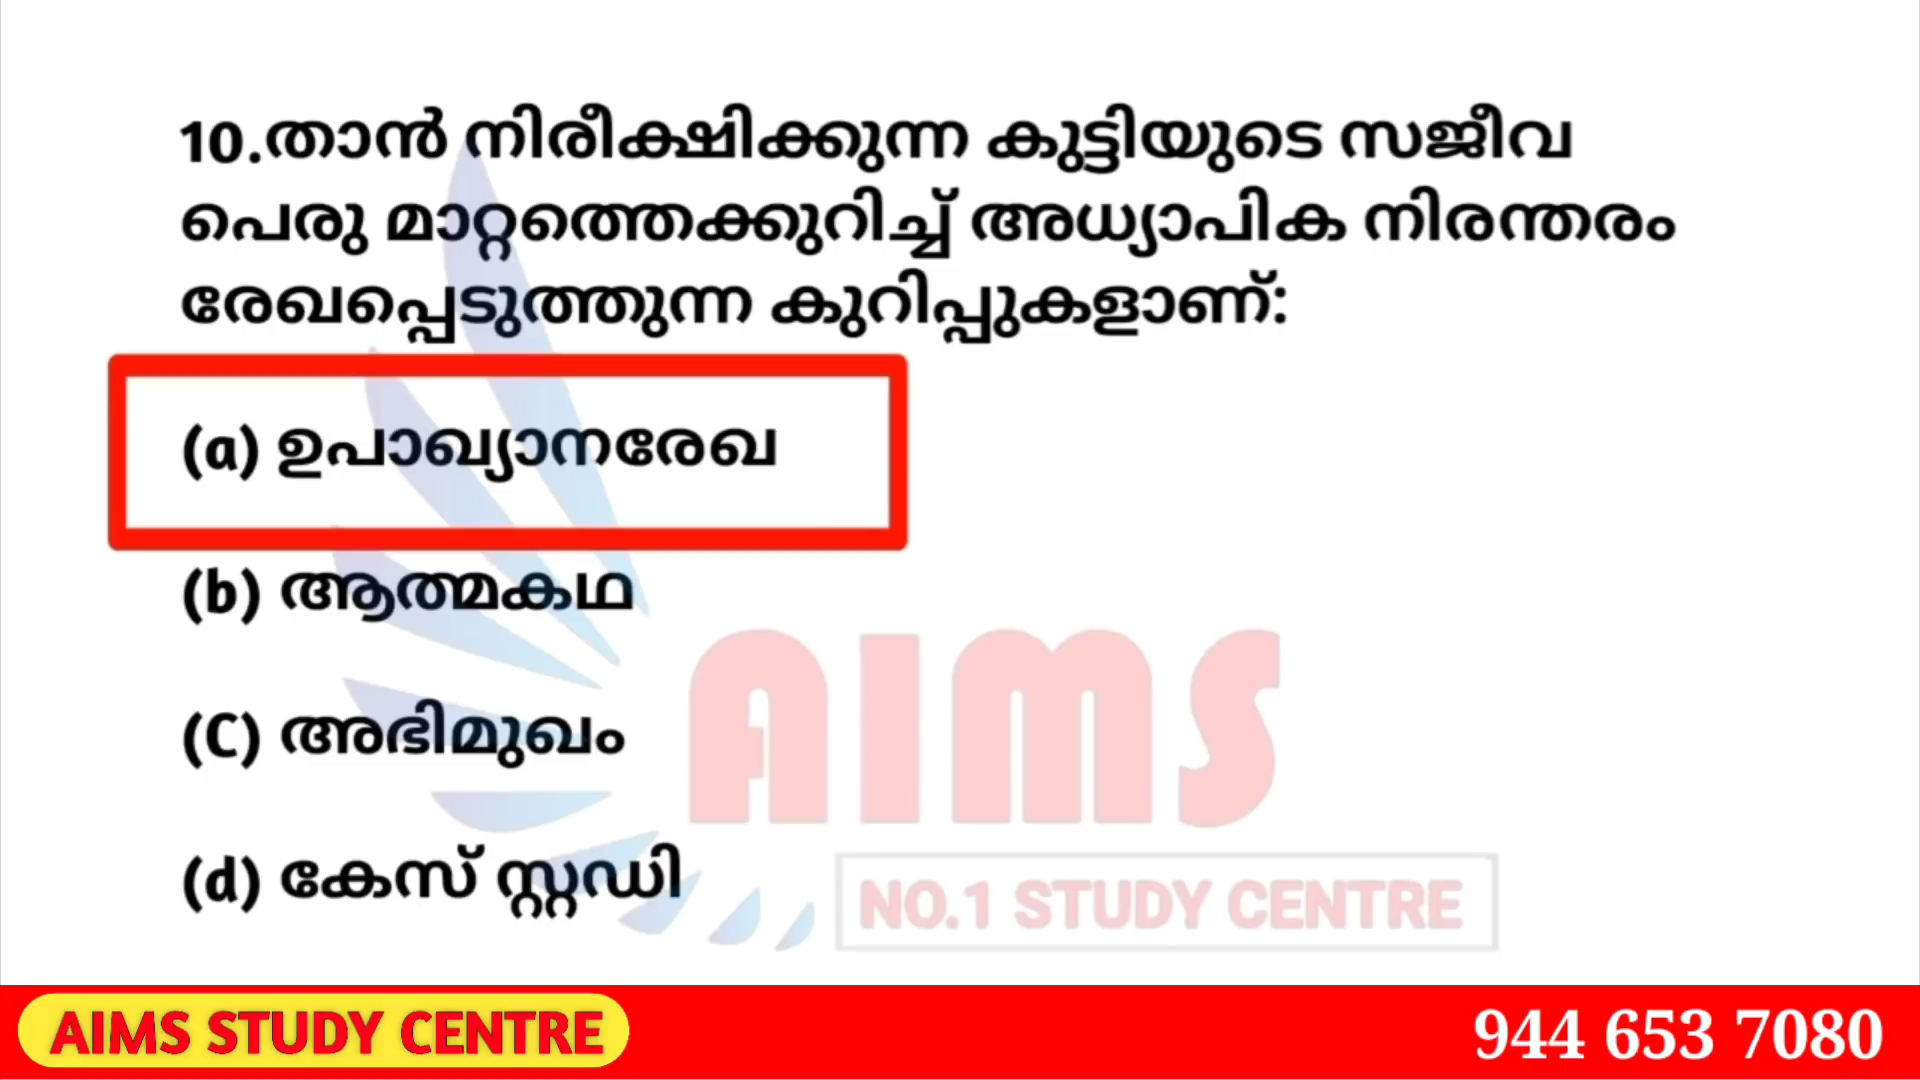 10.താൻ നിരീക്ഷിക്കുന്ന കുട്ടിയുടെ സജീവ
പെരു മാറ്റത്തെക്കുറിച്ച് അധ്യാപിക നിരന്തരം
രേഖപ്പെടുത്തുന്ന കുറിപ്പുകളാണ്:
(a) ഉപാഖ്യാനരേഖ
(b) ആത്മകഥ
(C) അഭിമുഖം
(d) കേസ് സ്റ്റഡി
AIMS
NO.1 STUDY CENTRE
AIMS STUDY CENTRE
944 653 7080